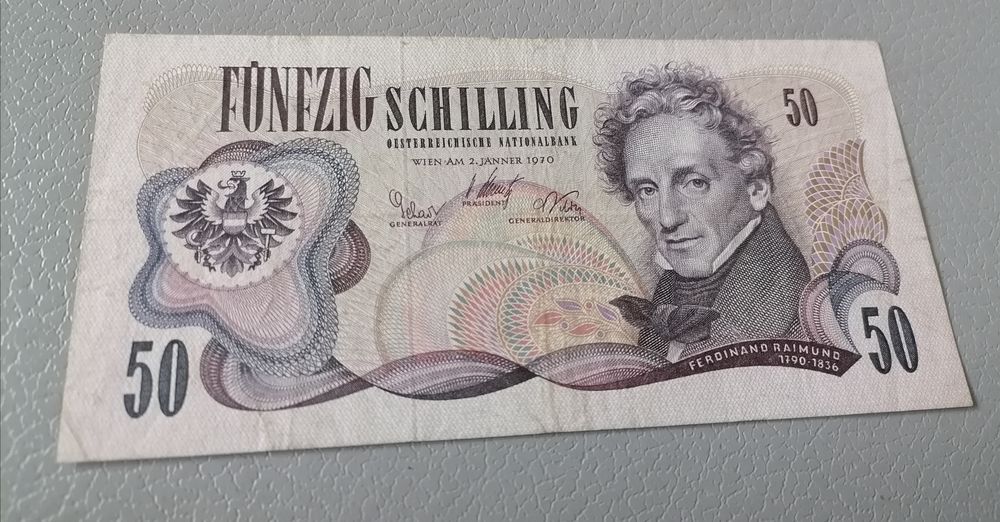 FÜNFZIG SCHILLING
50
OESTERREICHISCHE NATIONALBANK
WIEN AM 2. JÄNNER 1970
GENERALRAT
PRÄSIDENT
GENERALDIREKTOR
50
50
FERDINAND RAIMUND
1790-1836